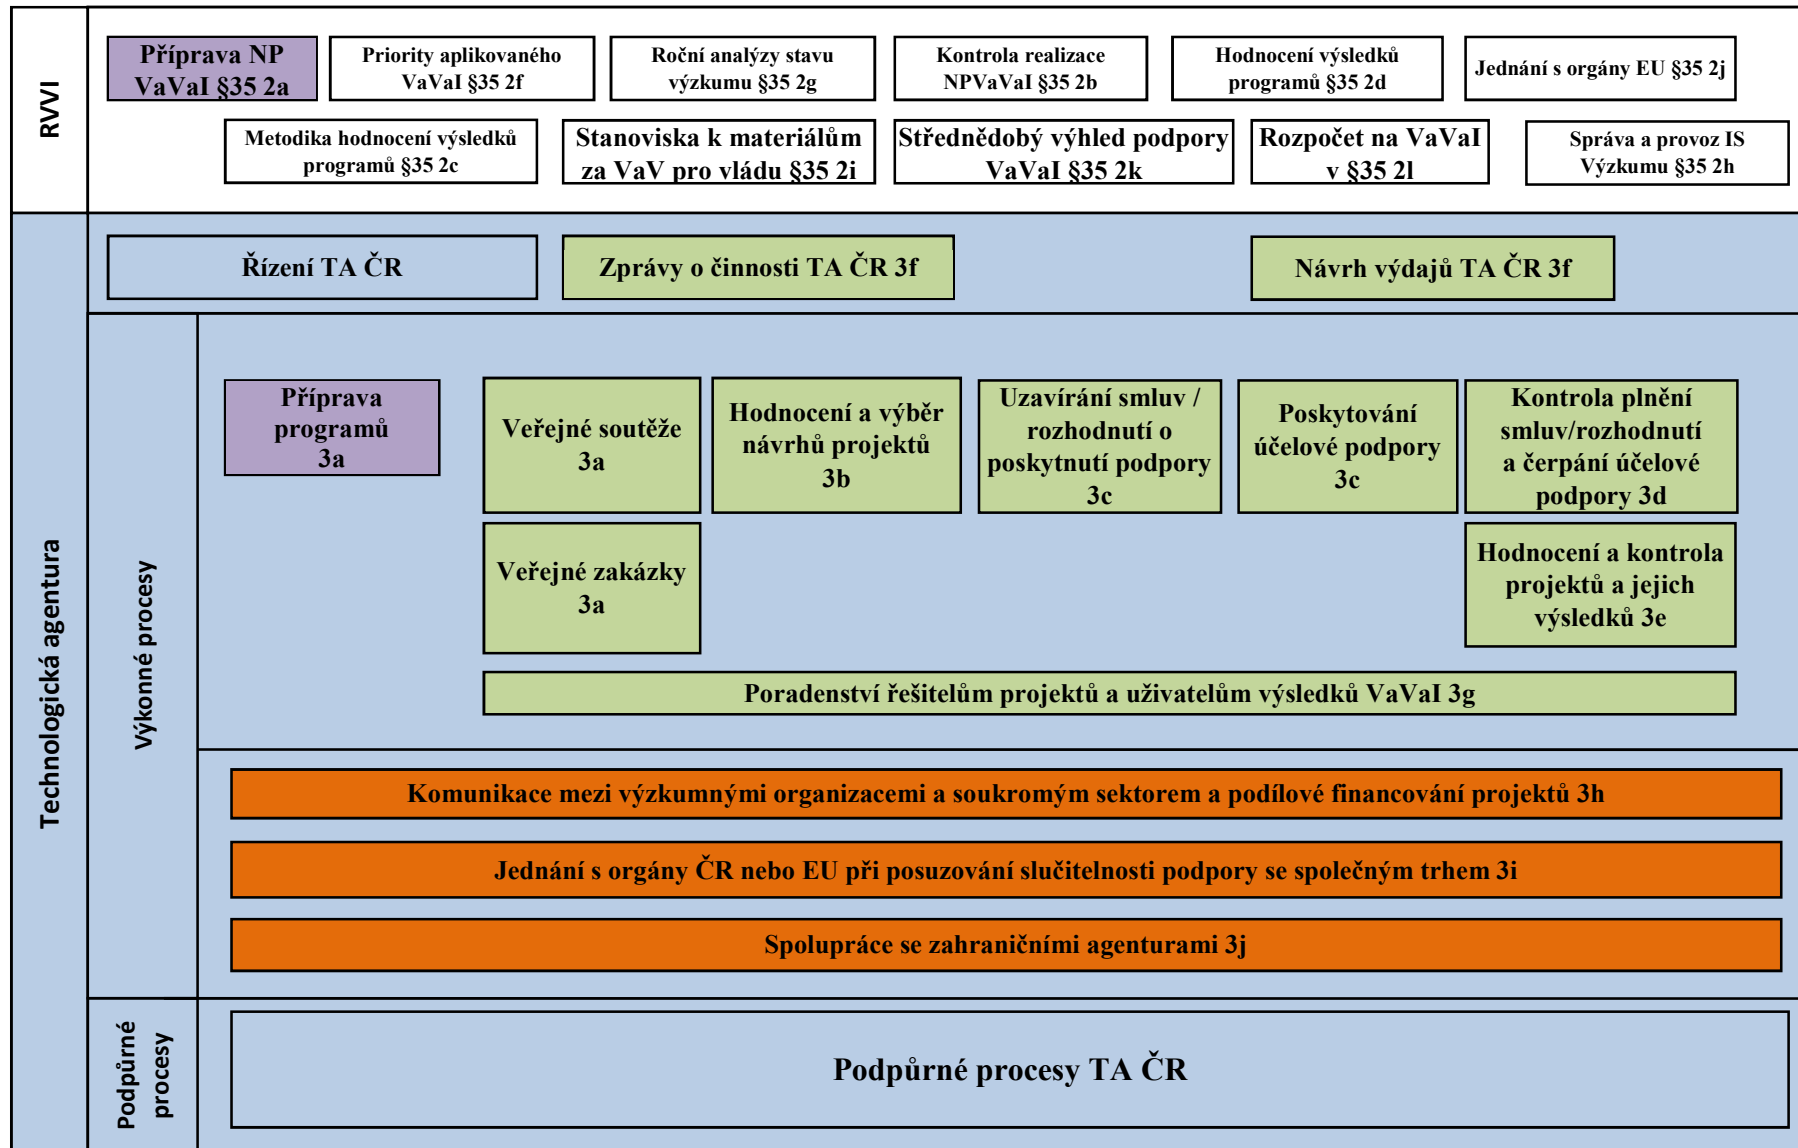 RVVI
Příprava NP
VaVaI §35 2a
Priority aplikovaného
VaVaI §35 2f
Roční analýzy stavu
výzkumu §35 2g
Kontrola realizace
NPVaVaI §35 2b
Hodnocení výsledků
programů §35 2d
Jednání s orgány EU §35 2j
Metodika hodnocení výsledků
programů §35 2c
Stanoviska k materiálům
za VaV pro vládu §35 2i
Střednědobý výhled podpory
VaVaI §35 2k
Rozpočet na VaVaI
v §35 2l
Správa a provoz IS
Výzkumu §35 2h
Technologická agentura
Řízení TA ČR
Zprávy o činnosti TA ČR 3f
Návrh výdajů TA ČR 3f
Výkonné procesy
Příprava
programů
3a
Veřejné soutěže
3a
Hodnocení a výběr
návrhů projektů
3b
Uzavírání smluv /
rozhodnutí o
poskytnutí podpory
3c
Poskytování
účelové podpory
3c
Kontrola plnění
smluv/rozhodnutí
a čerpání účelové
podpory 3d
Veřejné zakázky
3a
Hodnocení a kontrola
projektů a jejich
výsledků 3e
Poradenství řešitelům projektů a uživatelům výsledků VaVaI 3g
Komunikace mezi výzkumnými organizacemi a soukromým sektorem a podílové financování projektů 3h
Jednání s orgány ČR nebo EU při posuzování slučitelnosti podpory se společným trhem 3i
Spolupráce se zahraničními agenturami 3j
Podpůrné
procesy
Podpůrné procesy TA ČR